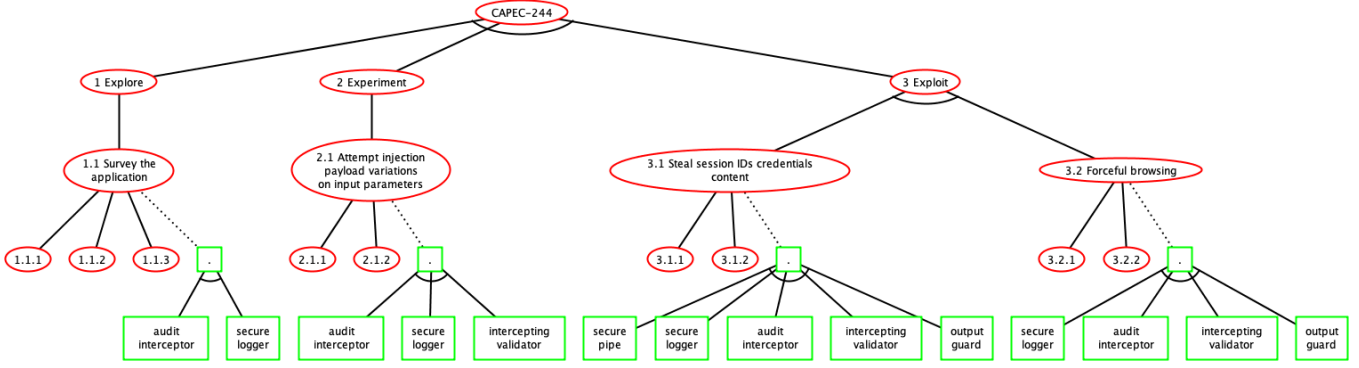 CAPEC-244
1 Explore
2 Experiment
3 Exploit
1.1 Survey the
application
2.1 Attempt injection
payload variations
on input parameters
3.1 Steal session IDs credentials
content
3.2 Forceful browsing
1.1.1
1.1.2
1.1.3
.
2.1.1
2.1.2
.
3.1.1
3.1.2
.
3.2.1
3.2.2
.
audit
interceptor
secure
logger
audit
interceptor
secure
logger
intercepting
validator
secure
pipe
secure
logger
audit
interceptor
intercepting
validator
output
guard
secure
logger
audit
interceptor
intercepting
validator
output
guard